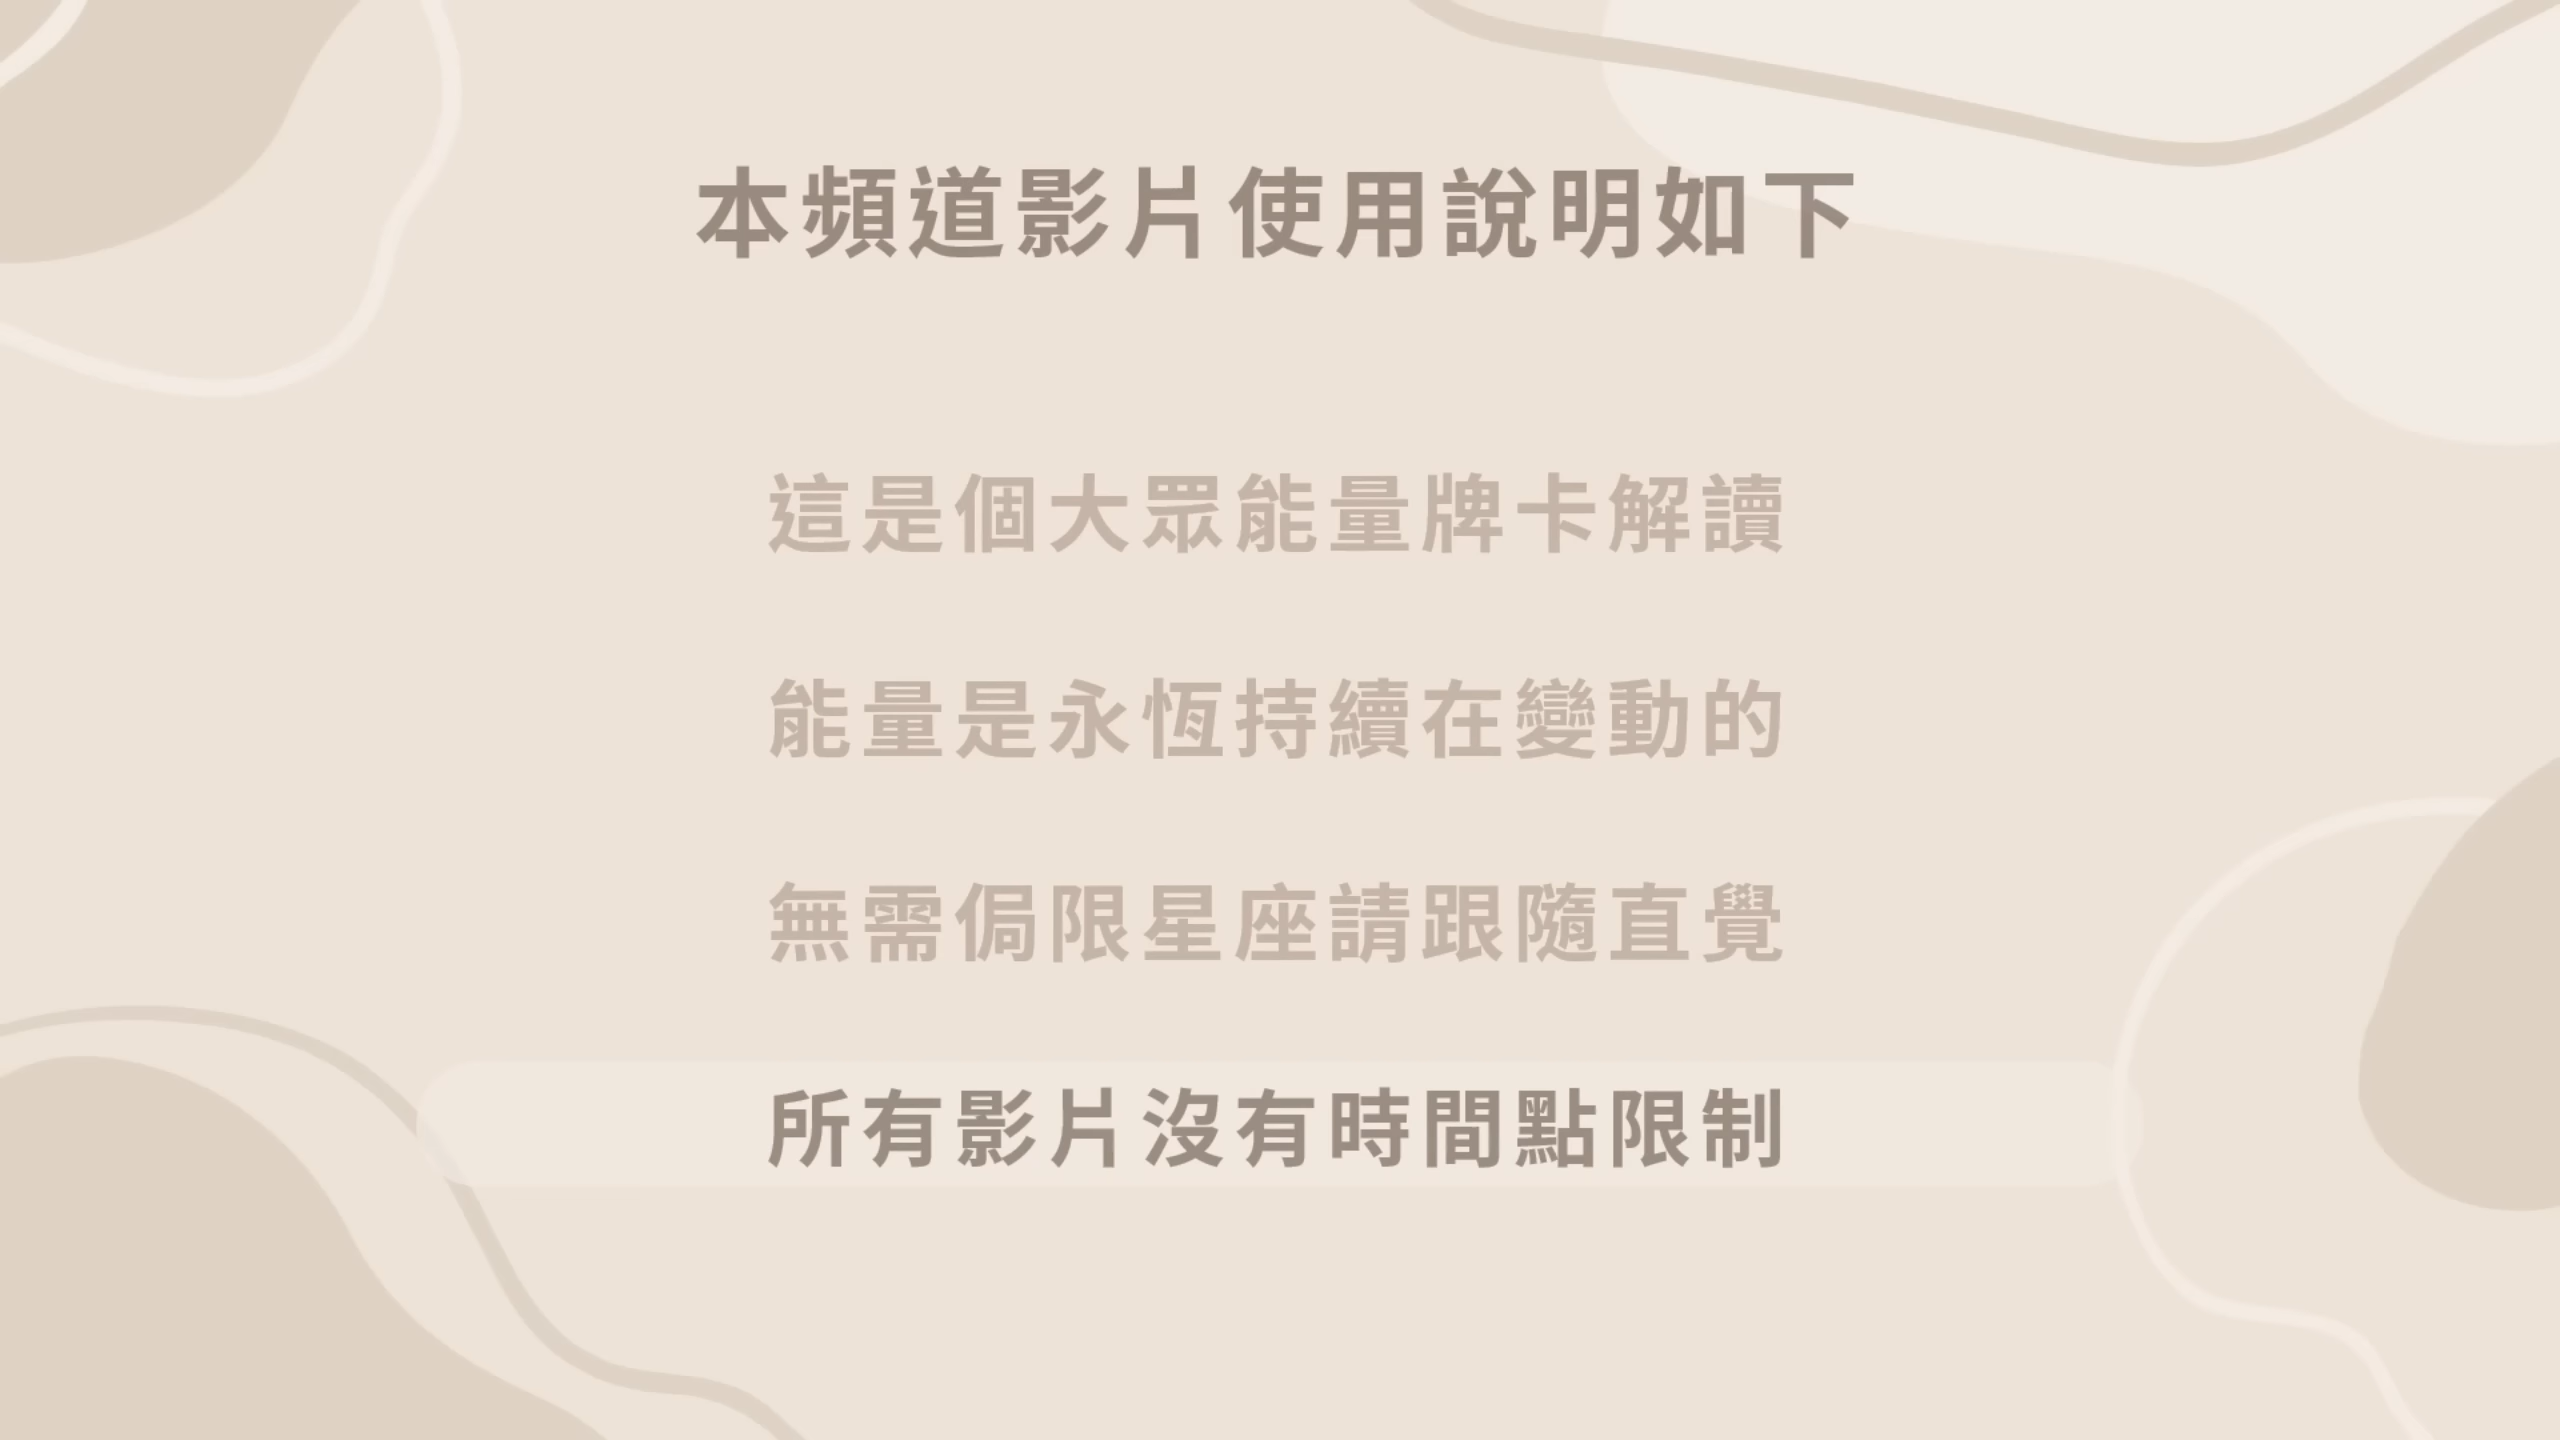 本頻道影片使用說明如下
這是個大眾能量牌卡解讀
能量是永恆持續在變動的
無需侷限星座請跟隨直覺
所有影片沒有時間點限制